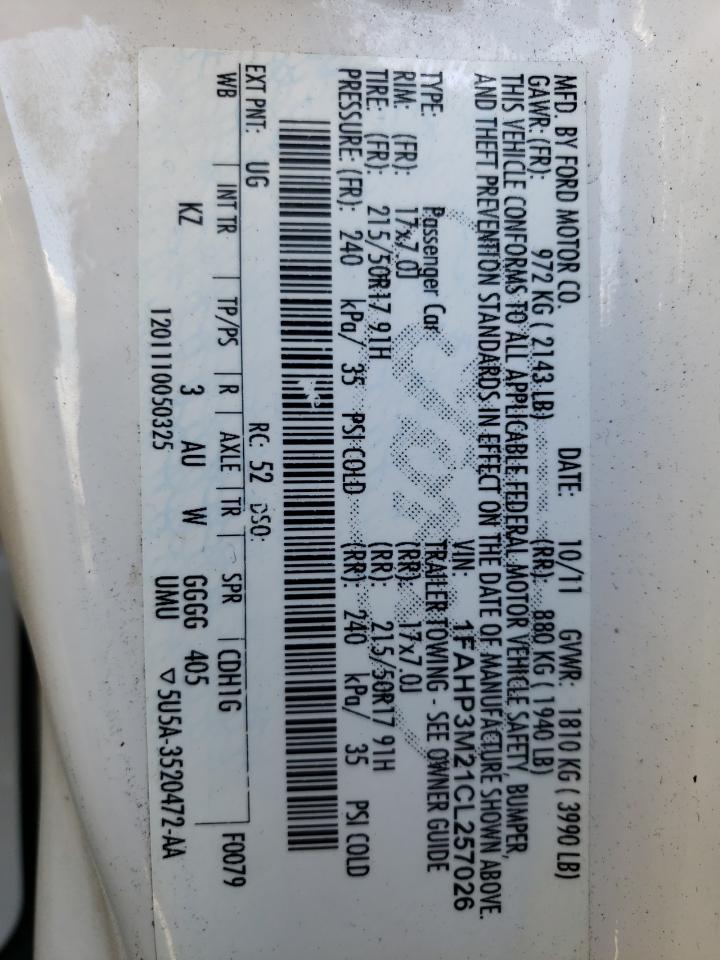 MFD. BY FORD MOTOR CO. DATE: 10/11 GVWR: 1810 KG ( 3990 LB)
GAWR: (FR): 972 KG ( 2143 LB) (RR): 880 KG ( 1940 LB)
THIS VEHICLE CONFORMS TO ALL APPLICABLE FEDERAL MOTOR VEHICLE SAFETY, BUMPER,
AND THEFT PREVENTION STANDARDS IN EFFECT ON THE DATE OF MANUFACTURE SHOWN ABOVE.
VIN: 1FAHP3M21CL257026
TYPE: Passenger Car TRAILER TOWING - SEE OWNER GUIDE
RIM: (FR): 17x7.0J (RR): 17x7.0J
TIRE: (FR): 215/50R17 91H (RR): 215/50R17 91H
PRESSURE: (FR): 240 kPa/ 35 PSI COLD (RR): 240 kPa/ 35 PSI COLD
EXT PNT: UG RC: 52 DSO: F0079
WB INT TR TP/PS R AXLE TR SPR CDH1G
KZ 3 AU W GGGG 405
UMU
1201110050325 ▽5U5A-3520472-AA